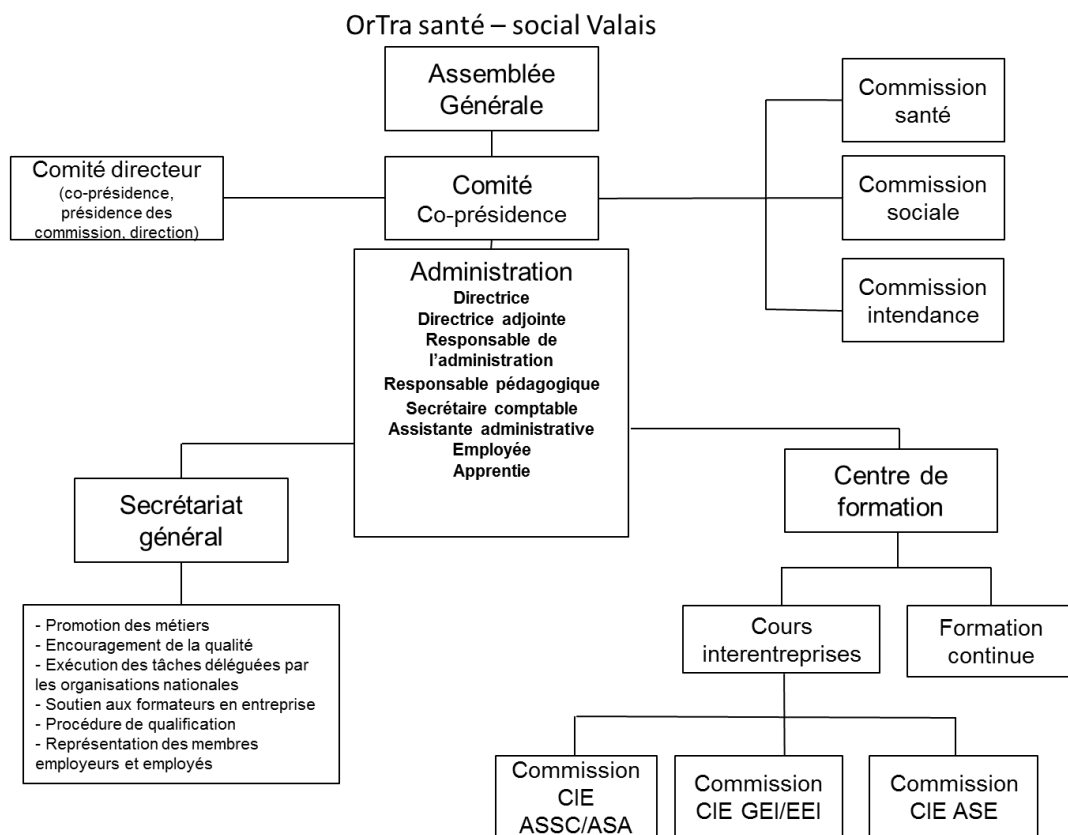 OrTra santé – social Valais
Assemblée
Générale
Commission
santé
Comité directeur
(co-présidence,
présidence des
commission, direction)
Comité
Co-présidence
Commission
sociale
Commission
intendance
Administration
Directrice
Directrice adjointe
Responsable de
l’administration
Responsable pédagogique
Secrétaire comptable
Assistante administrative
Employée
Apprentie
Secrétariat
général
Centre de
formation
- Promotion des métiers
- Encouragement de la qualité
- Exécution des tâches déléguées par
les organisations nationales
- Soutien aux formateurs en entreprise
- Procédure de qualification
- Représentation des membres
employeurs et employés
Cours
interentreprises
Formation
continue
Commission
CIE
ASSC/ASA
Commission
CIE GEI/EEI
Commission
CIE ASE